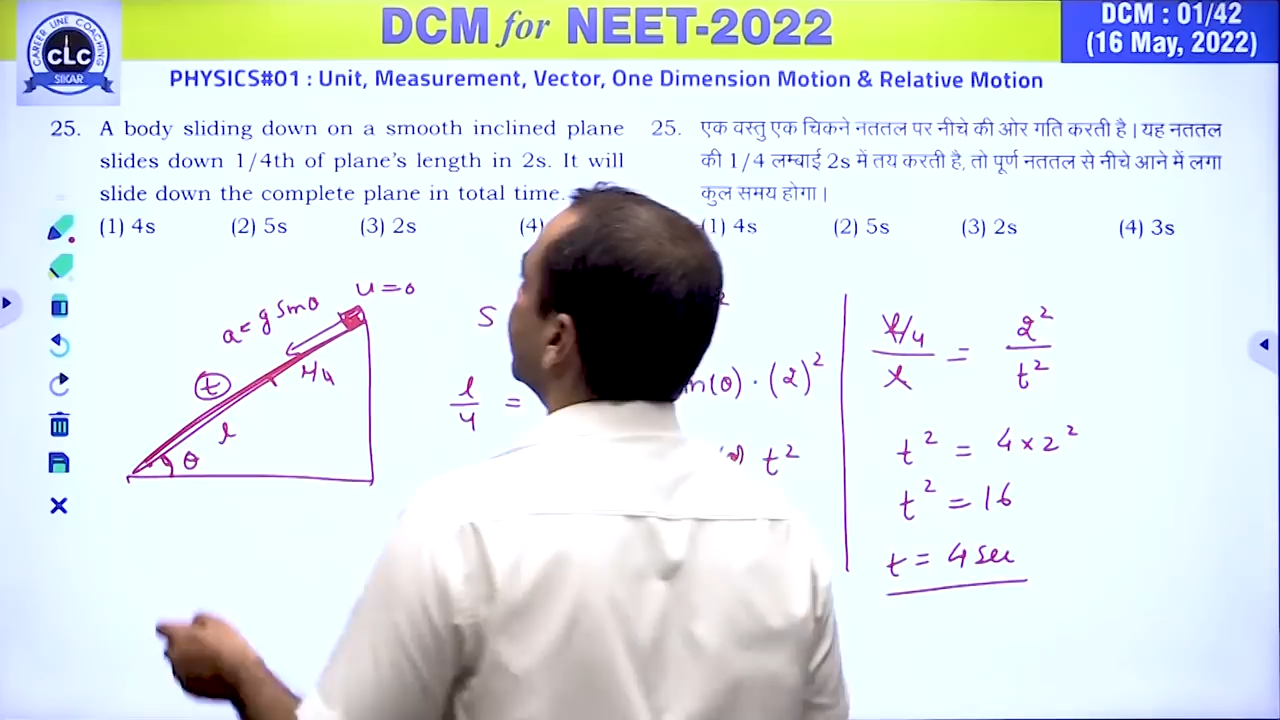 CAREER LINE COACHING
CLC
SIKAR
DCM for NEET-2022
DCM : 01/42
(16 May, 2022)
PHYSICS#01 : Unit, Measurement, Vector, One Dimension Motion & Relative Motion
25. A body sliding down on a smooth inclined plane
slides down 1/4th of plane's length in 2s. It will
slide down the complete plane in total time.
(1) 4s (2) 5s (3) 2s (4)
25. एक वस्तु एक चिकने नततल पर नीचे की ओर गति करती है। यह नततल
की 1/4 लम्बाई 2s में तय करती है, तो पूर्ण नततल से नीचे आने में लगा
कुल समय होगा।
(1) 4s (2) 5s (3) 2s (4) 3s
u = 0
a = g sinθ
l/4
t
l
θ
S
l/4 =
n(θ) · (2)²
t²
l/4 / l = 2² / t²
t² = 4 × 2²
t² = 16
t = 4 sec